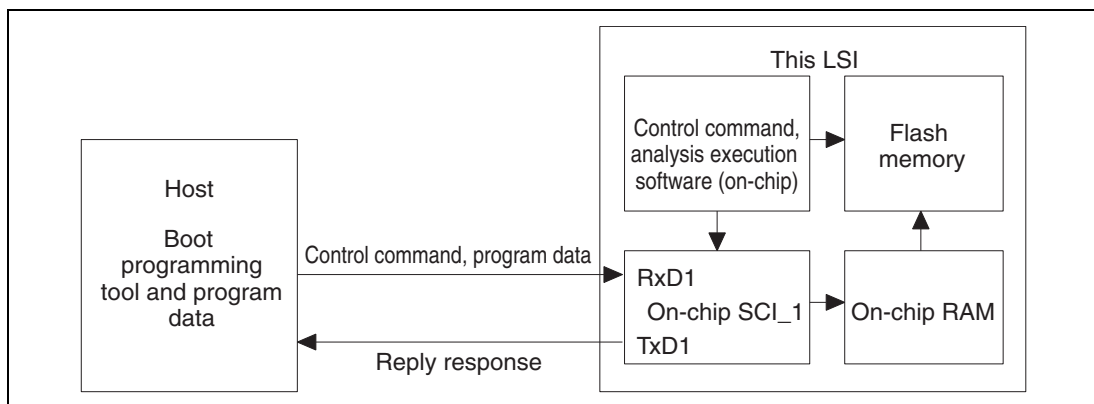 This LSI
Host
Boot
programming
tool and program
data
Control command, program data
Reply response
Control command,
analysis execution
software (on-chip)
Flash
memory
RxD1
On-chip SCI_1
TxD1
On-chip RAM